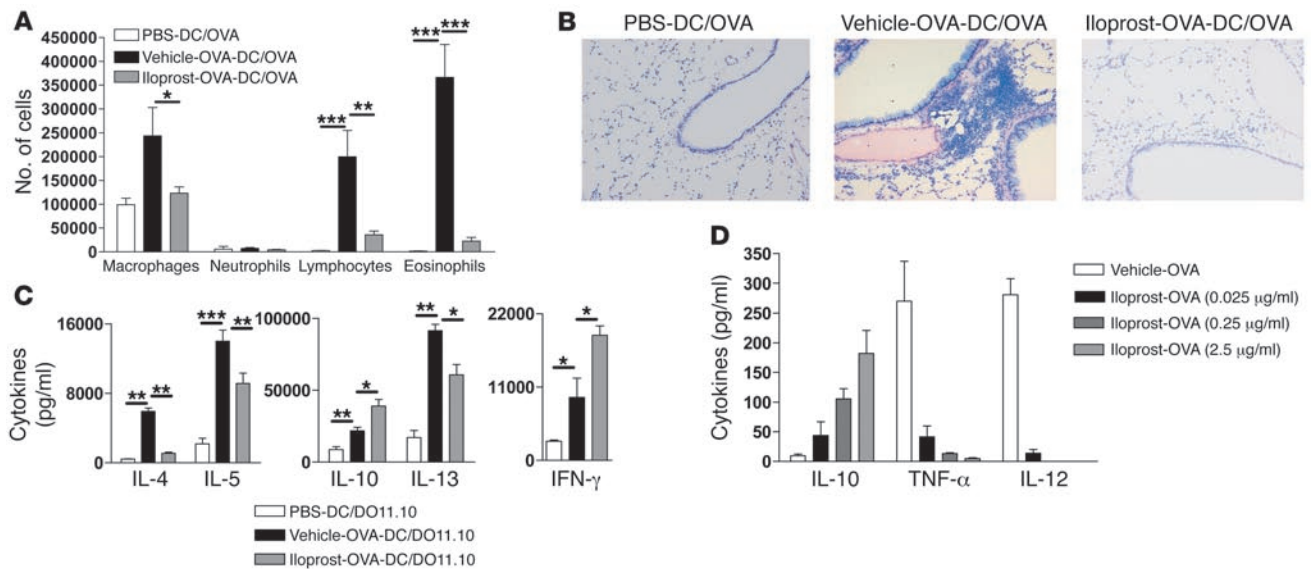 A
No. of cells
450000
400000
350000
300000
250000
200000
150000
100000
50000
0
PBS-DC/OVA
Vehicle-OVA-DC/OVA
Iloprost-OVA-DC/OVA
*
***
**
***
***
Macrophages Neutrophils Lymphocytes Eosinophils
B
PBS-DC/OVA Vehicle-OVA-DC/OVA Iloprost-OVA-DC/OVA
C
Cytokines
(pg/ml)
16000
8000
0
**
**
***
**
IL-4 IL-5
100000
50000
0
**
*
**
*
IL-10 IL-13
22000
11000
0
*
*
IFN-γ
PBS-DC/DO11.10
Vehicle-OVA-DC/DO11.10
Iloprost-OVA-DC/DO11.10
D
Cytokines (pg/ml)
350
300
250
200
150
100
50
0
IL-10 TNF-α IL-12
Vehicle-OVA
Iloprost-OVA (0.025 μg/ml)
Iloprost-OVA (0.25 μg/ml)
Iloprost-OVA (2.5 μg/ml)